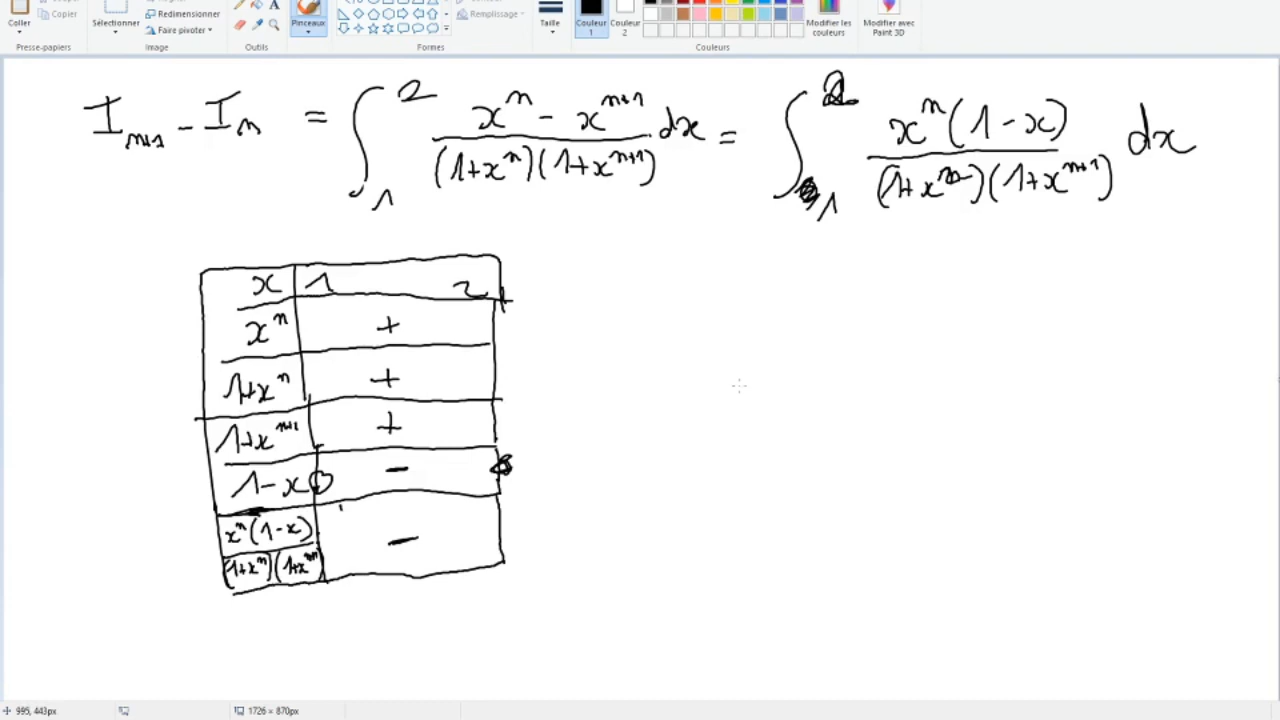 Coller
Copier
Presse-papiers
Sélectionner
Redimensionner
Faire pivoter
Image
Outils
Pinceaux
Remplissage
Formes
Taille
Couleur 1
Couleur 2
Couleurs
Modifier les couleurs
Modifier avec Paint 3D
I_{n+1} - I_n = ∫_1^2 (x^n - x^{n+1}) / ((1+x^n)(1+x^{n+1})) dx = ∫_1^2 x^n(1-x) / ((1+x^n)(1+x^{n+1})) dx
x 1 2
x^n +
1+x^n +
1+x^{n+1} +
1-x 0 -
x^n(1-x) / (1+x^n)(1+x^{n+1}) -
995, 443px
1726 × 870px